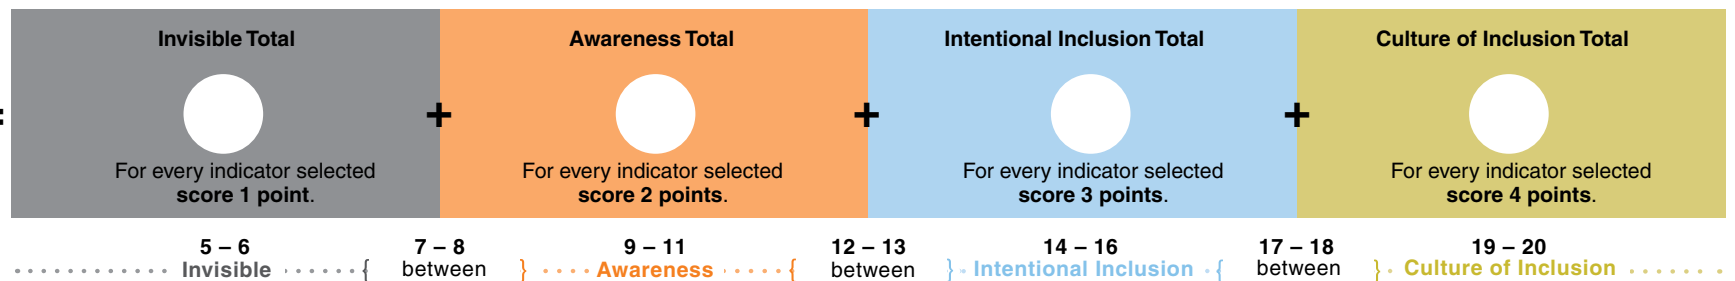 Invisible Total
Awareness Total
Intentional Inclusion Total
Culture of Inclusion Total
+
+
+
For every indicator selected
score 1 point.
For every indicator selected
score 2 points.
For every indicator selected
score 3 points.
For every indicator selected
score 4 points.
5 – 6
7 – 8
9 – 11
12 – 13
14 – 16
17 – 18
19 – 20
Invisible
between
Awareness
between
Intentional Inclusion
between
Culture of Inclusion